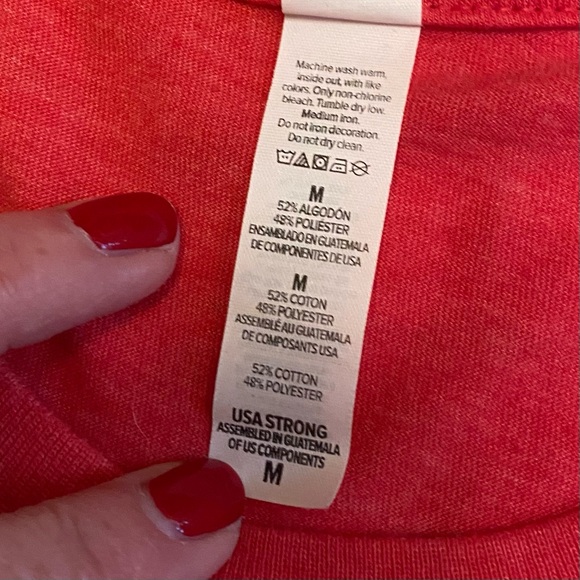 Machine wash warm,
inside out, with like
colors. Only non-chlorine
bleach. Tumble dry low.
Medium iron.
Do not iron decoration.
Do not dry clean.
M
52% ALGODÓN
48% POLIÉSTER
ENSAMBLADO EN GUATEMALA
DE COMPONENTES DE USA
M
52% COTON
48% POLYESTER
ASSEMBLÉ AU GUATEMALA
DE COMPOSANTS USA
52% COTTON
48% POLYESTER
USA STRONG
ASSEMBLED IN GUATEMALA
OF US COMPONENTS
M